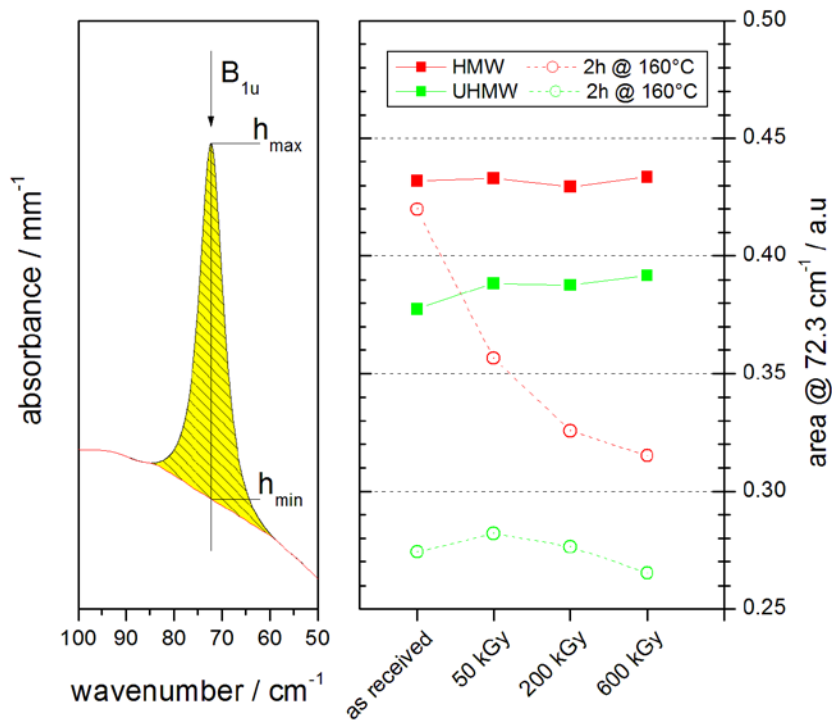 B1u
hmax
hmin
absorbance / mm-1
100 90 80 70 60 50
wavenumber / cm-1
HMW 2h @ 160°C
UHMW 2h @ 160°C
0.50
0.45
0.40
0.35
0.30
0.25
area @ 72.3 cm-1 / a.u
as received
50 kGy
200 kGy
600 kGy